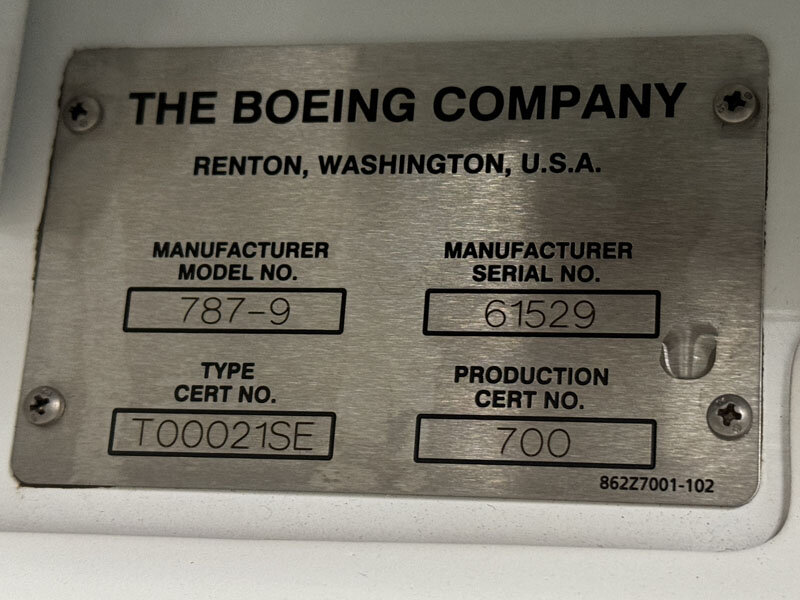 THE BOEING COMPANY
RENTON, WASHINGTON, U.S.A.
MANUFACTURER
MODEL NO.
787-9
MANUFACTURER
SERIAL NO.
61529
TYPE
CERT NO.
T00021SE
PRODUCTION
CERT NO.
700
862Z7001-102